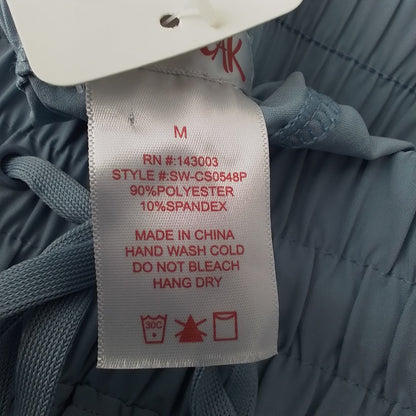 M
RN #:143003
STYLE #:SW-CS0548P
90%POLYESTER
10%SPANDEX
MADE IN CHINA
HAND WASH COLD
DO NOT BLEACH
HANG DRY
30C